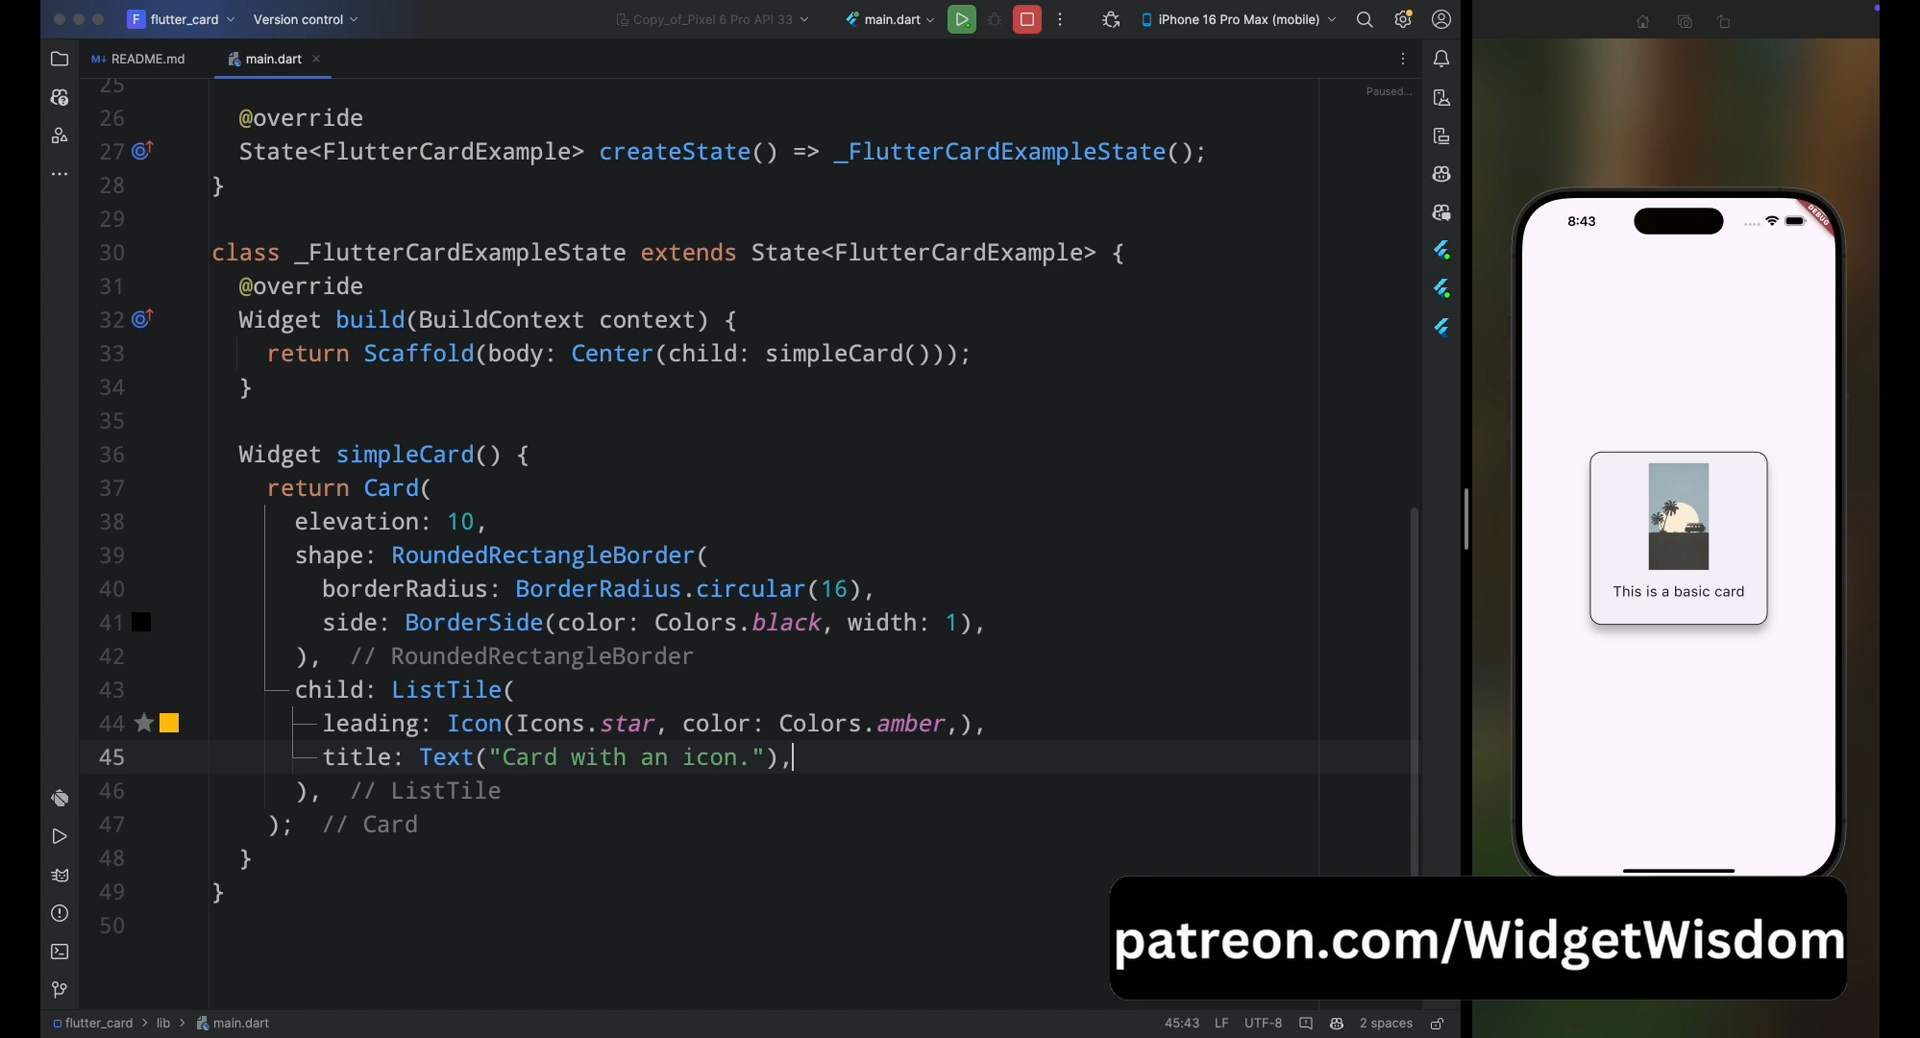 F flutter_card
Version control
Copy_of_Pixel 6 Pro API 33
main.dart
iPhone 16 Pro Max (mobile)
M↓ README.md
main.dart
Paused...
25
26 @override
27 State<FlutterCardExample> createState() => _FlutterCardExampleState();
28 }
29
30 class _FlutterCardExampleState extends State<FlutterCardExample> {
31 @override
32 Widget build(BuildContext context) {
33 return Scaffold(body: Center(child: simpleCard()));
34 }
35
36 Widget simpleCard() {
37 return Card(
38 elevation: 10,
39 shape: RoundedRectangleBorder(
40 borderRadius: BorderRadius.circular(16),
41 side: BorderSide(color: Colors.black, width: 1),
42 ), // RoundedRectangleBorder
43 child: ListTile(
44 leading: Icon(Icons.star, color: Colors.amber,),
45 title: Text("Card with an icon."),
46 ), // ListTile
47 ); // Card
48 }
49 }
50
8:43
DEBUG
This is a basic card
patreon.com/WidgetWisdom
flutter_card > lib > main.dart
45:43 LF UTF-8 2 spaces